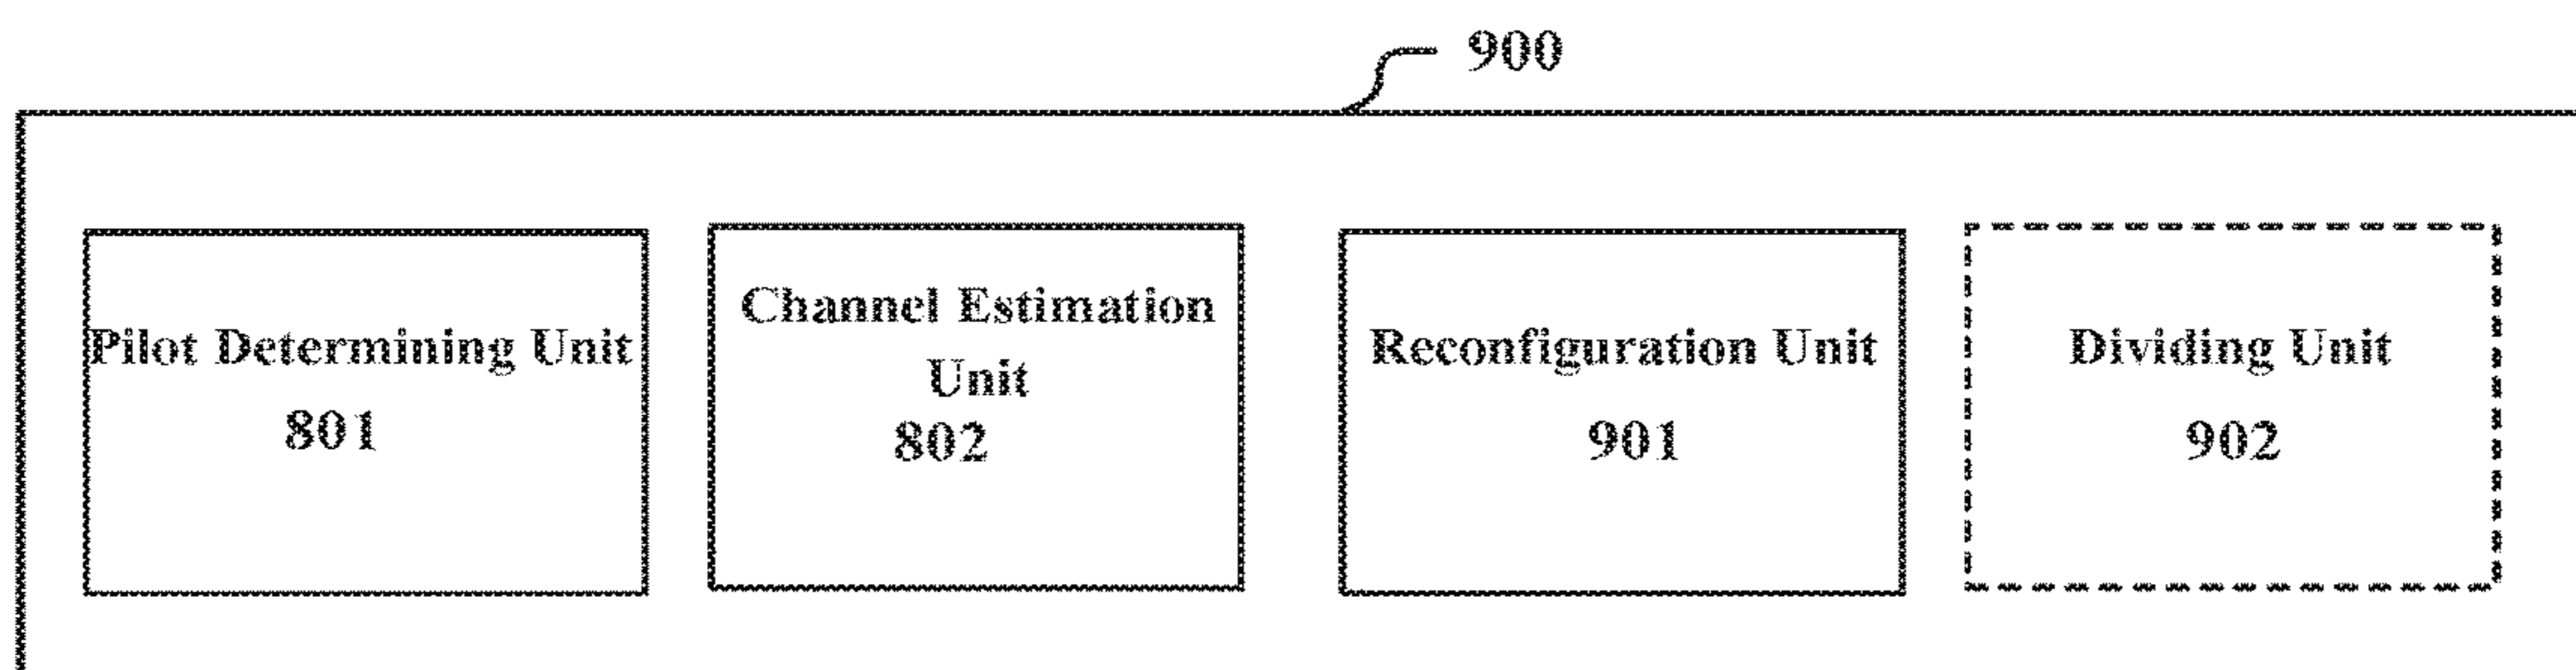 900
Pilot Determining Unit
801
Channel Estimation
Unit
802
Reconfiguration Unit
901
Dividing Unit
902